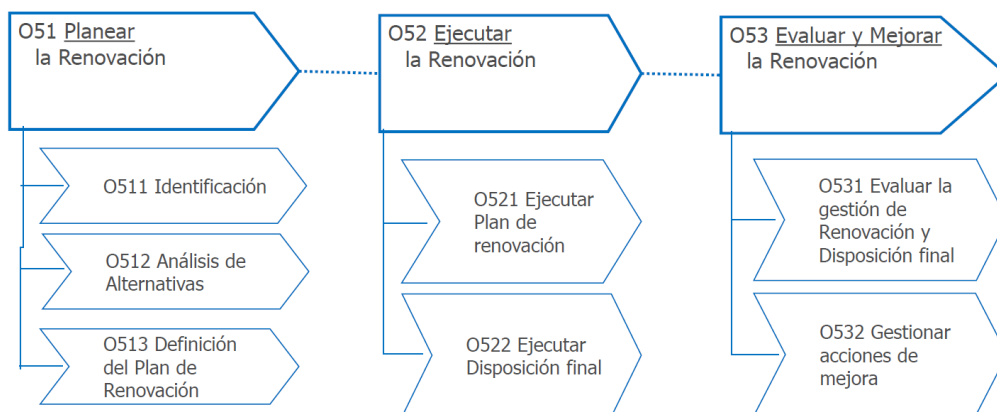 O51 Planear
la Renovación
O511 Identificación
O512 Análisis de
Alternativas
O513 Definición
del Plan de
Renovación
O52 Ejecutar
la Renovación
O521 Ejecutar
Plan de
renovación
O522 Ejecutar
Disposición final
O53 Evaluar y Mejorar
la Renovación
O531 Evaluar la
gestión de
Renovación y
Disposición final
O532 Gestionar
acciones de
mejora